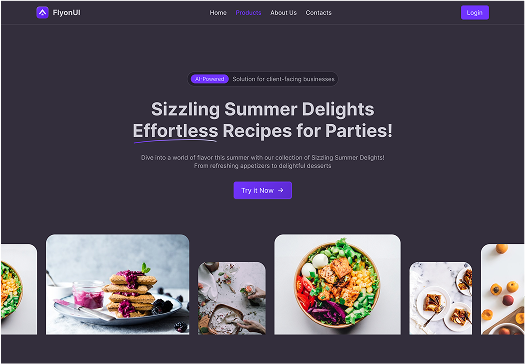 FlyonUI
Home Products About Us Contacts
Login
AI-Powered Solution for client-facing businesses
Sizzling Summer Delights
Effortless Recipes for Parties!
Dive into a world of flavor this summer with our collection of Sizzling Summer Delights!
From refreshing appetizers to delightful desserts
Try it Now →